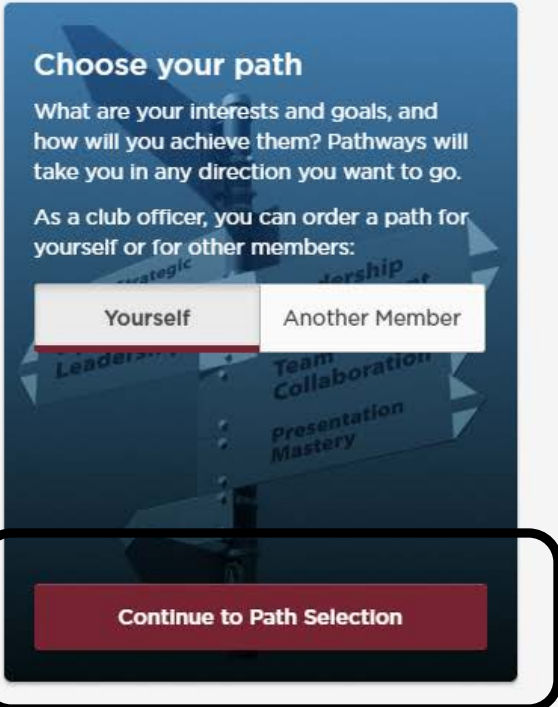 Choose your path
What are your interests and goals, and
how will you achieve them? Pathways will
take you in any direction you want to go.
As a club officer, you can order a path for
yourself or for other members:
Strategic
Yourself
Another Member
Team
Collaboration
Presentation
Mastery
Continue to Path Selection